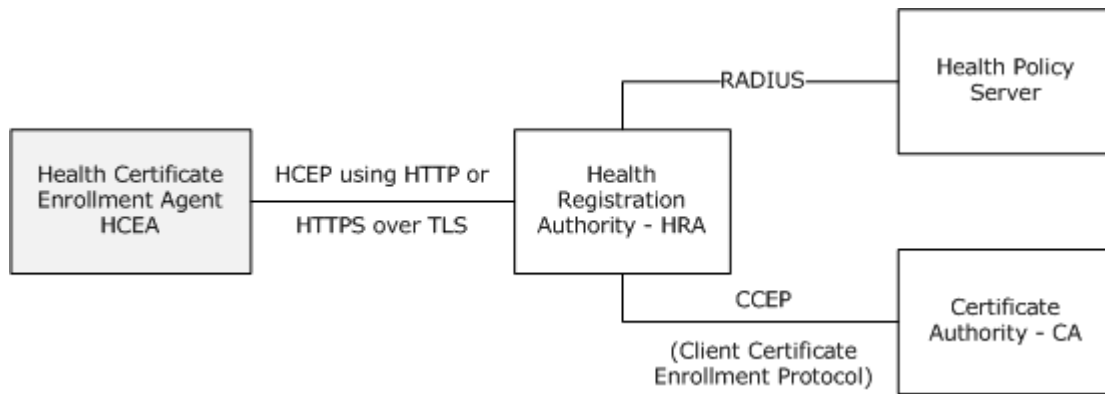 Health Certificate
Enrollment Agent
HCEA
HCEP using HTTP or
HTTPS over TLS
Health
Registration
Authority - HRA
RADIUS
Health Policy
Server
CCEP
(Client Certificate
Enrollment Protocol)
Certificate
Authority - CA